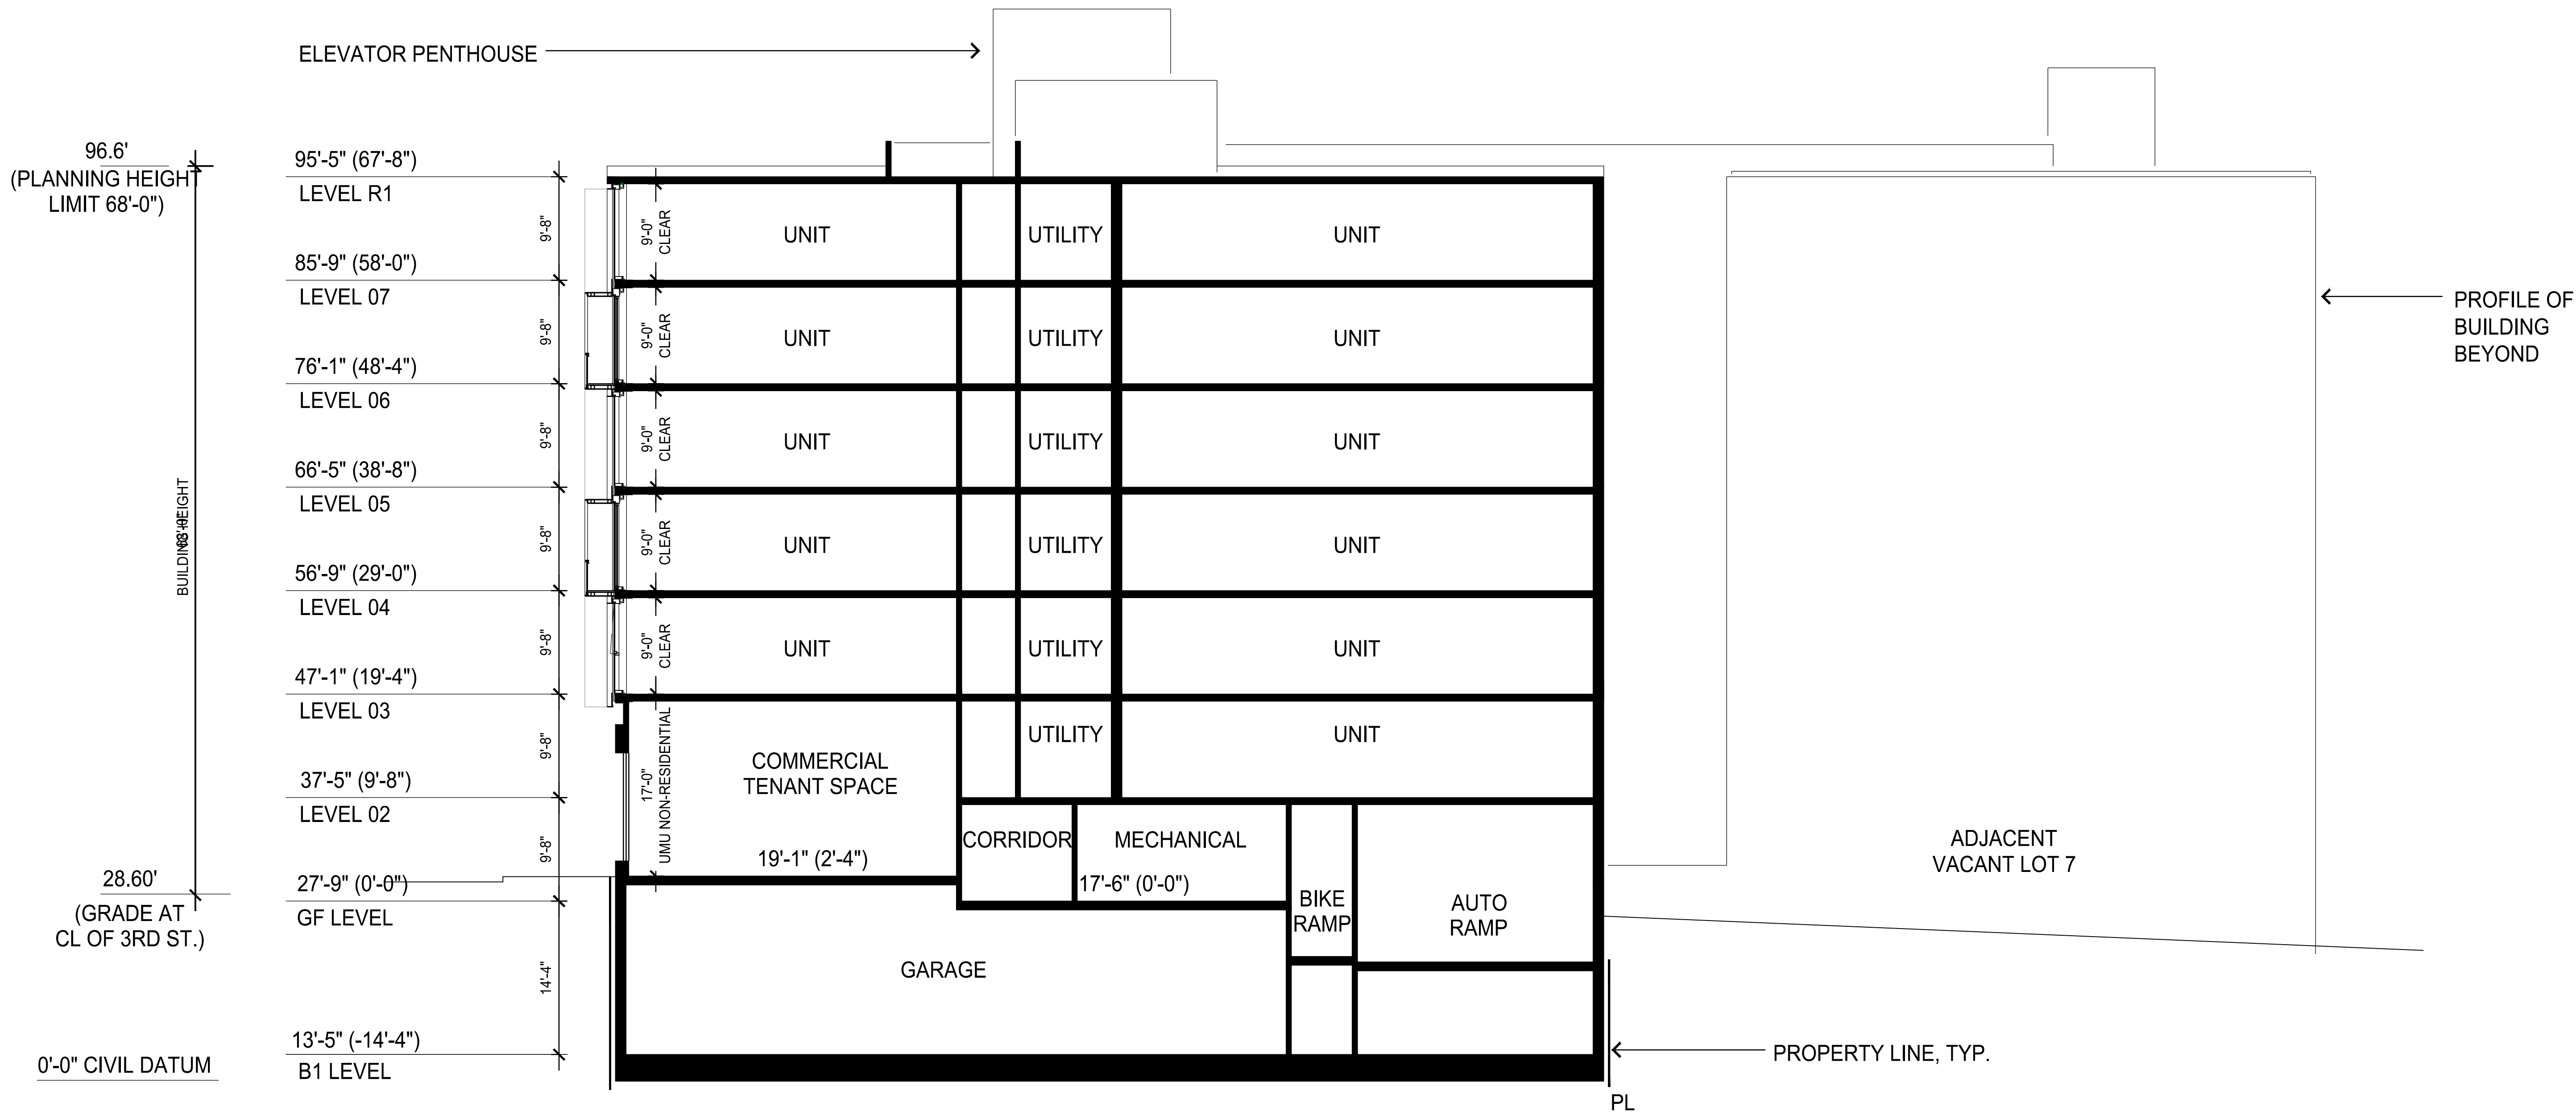 ELEVATOR PENTHOUSE
96.6'
(PLANNING HEIGHT
LIMIT 68'-0")
95'-5" (67'-8")
LEVEL R1
9'-8"
9'-0"
CLEAR
UNIT
UTILITY
UNIT
85'-9" (58'-0")
LEVEL 07
9'-8"
9'-0"
CLEAR
UNIT
UTILITY
UNIT
PROFILE OF
BUILDING
BEYOND
76'-1" (48'-4")
LEVEL 06
9'-8"
9'-0"
CLEAR
UNIT
UTILITY
UNIT
66'-5" (38'-8")
LEVEL 05
BUILDING HEIGHT
9'-8"
9'-0"
CLEAR
UNIT
UTILITY
UNIT
56'-9" (29'-0")
LEVEL 04
9'-8"
9'-0"
CLEAR
UNIT
UTILITY
UNIT
47'-1" (19'-4")
LEVEL 03
9'-8"
17'-0"
UMU NON-RESIDENTIAL
COMMERCIAL
TENANT SPACE
UTILITY
UNIT
37'-5" (9'-8")
LEVEL 02
9'-8"
19'-1" (2'-4")
CORRIDOR
MECHANICAL
17'-6" (0'-0")
BIKE
RAMP
AUTO
RAMP
ADJACENT
VACANT LOT 7
28.60'
(GRADE AT
CL OF 3RD ST.)
27'-9" (0'-0")
GF LEVEL
14'-4"
GARAGE
13'-5" (-14'-4")
B1 LEVEL
0'-0" CIVIL DATUM
PROPERTY LINE, TYP.
PL